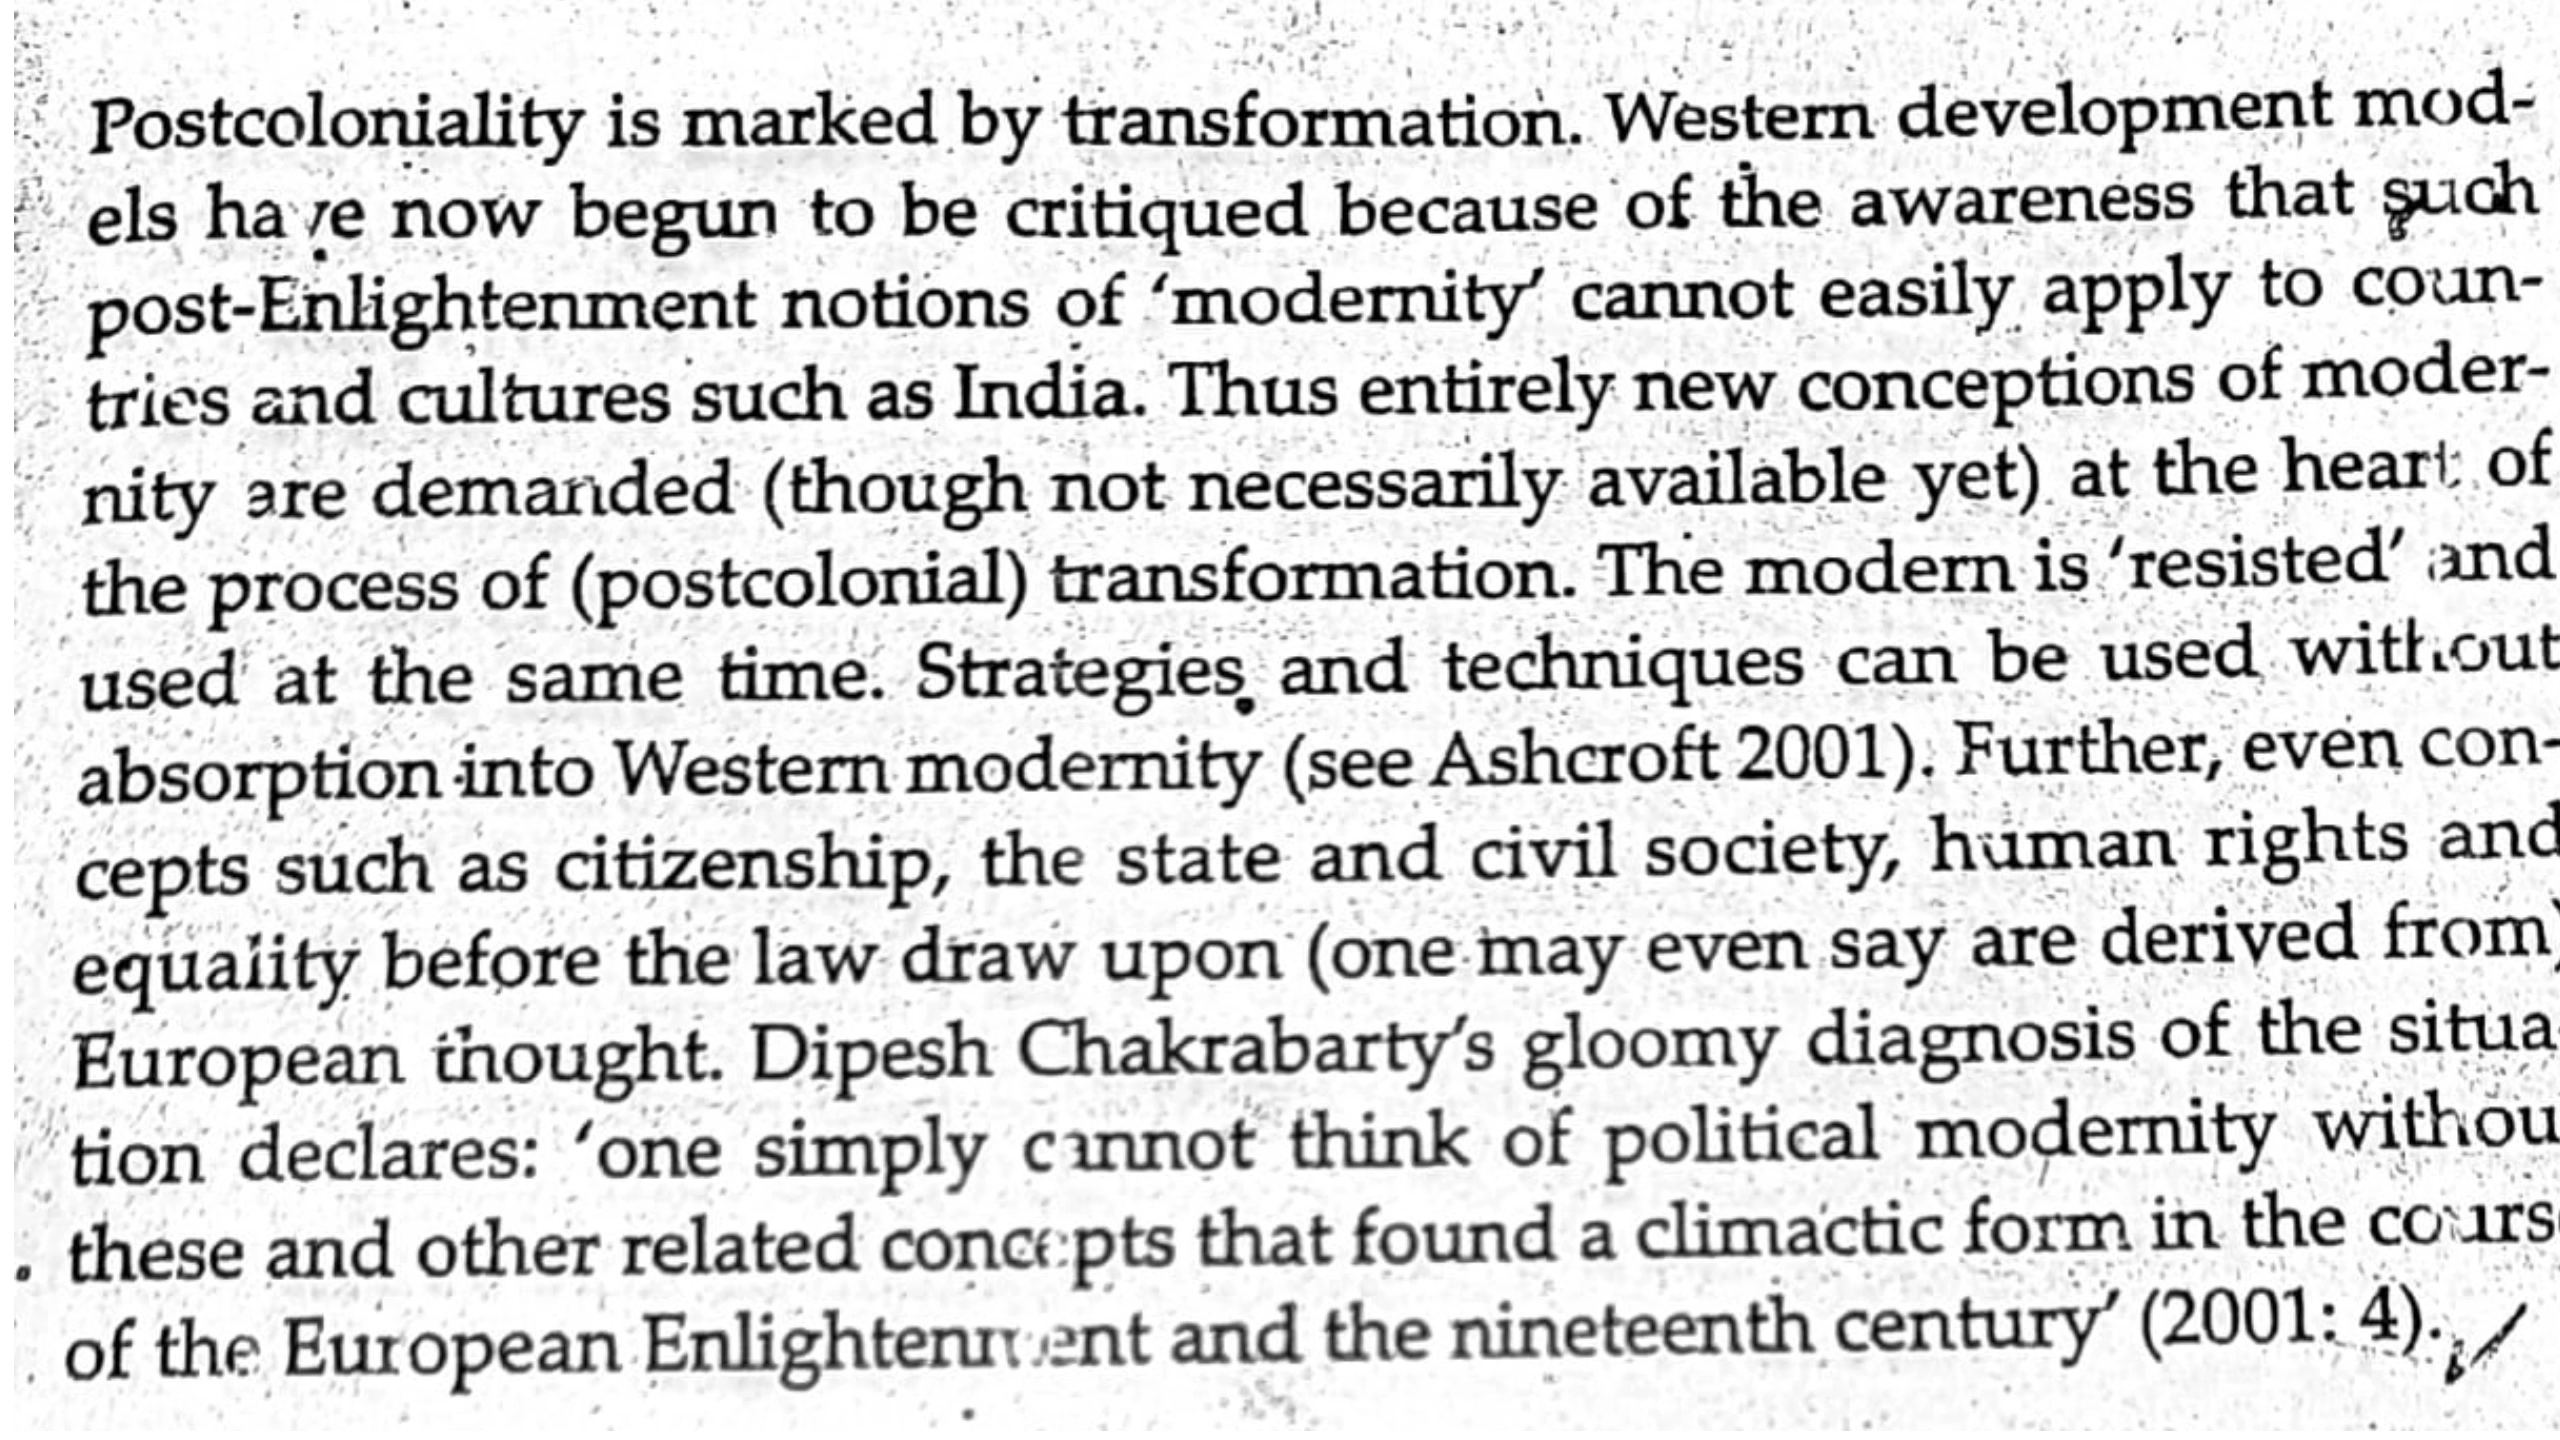 Postcoloniality is marked by transformation. Western development mod-
els have now begun to be critiqued because of the awareness that such
post-Enlightenment notions of 'modernity' cannot easily apply to coun-
tries and cultures such as India. Thus entirely new conceptions of moder-
nity are demanded (though not necessarily available yet) at the heart of
the process of (postcolonial) transformation. The modern is 'resisted' and
used at the same time. Strategies and techniques can be used without
absorption into Western modernity (see Ashcroft 2001). Further, even con-
cepts such as citizenship, the state and civil society, human rights and
equality before the law draw upon (one may even say are derived from)
European thought. Dipesh Chakrabarty's gloomy diagnosis of the situa
tion declares: 'one simply cannot think of political modernity withou
these and other related concepts that found a climactic form in the cours
of the European Enlightenment and the nineteenth century' (2001: 4).